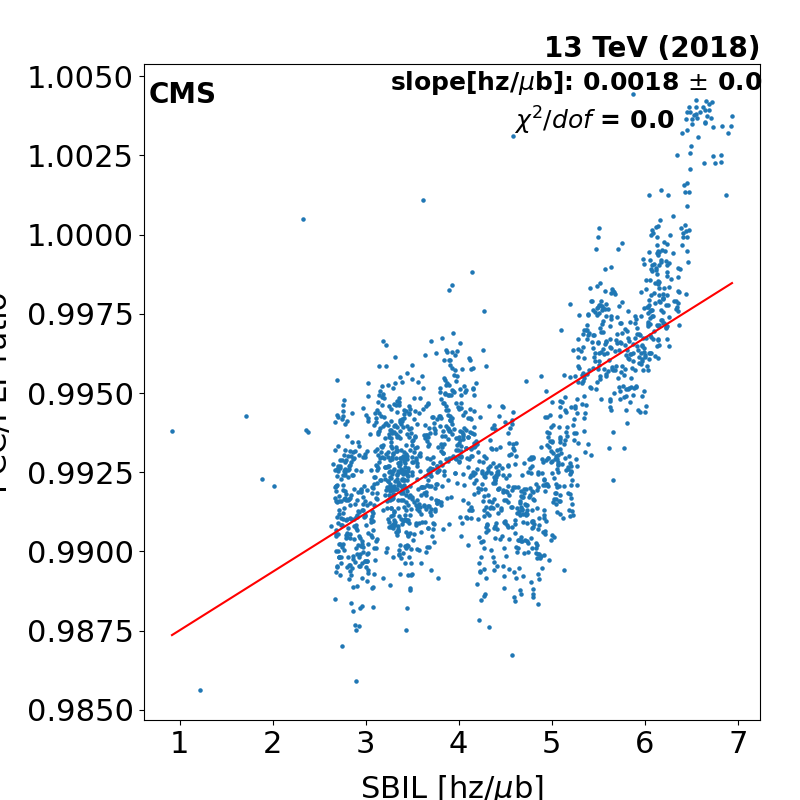 13 TeV (2018)
CMS
slope[hz/μb]: 0.0018 ± 0.0
χ²/dof = 0.0
1.0050
1.0025
1.0000
0.9975
0.9950
0.9925
0.9900
0.9875
0.9850
1 2 3 4 5 6 7
SBIL [hz/μb]